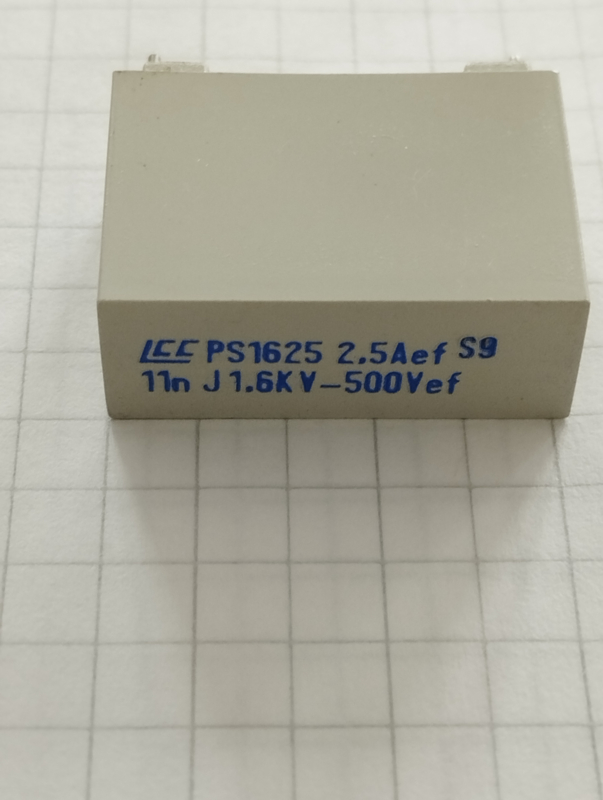 LCC PS1625 2.5Aef S9
11n J 1.6KV-500Vef